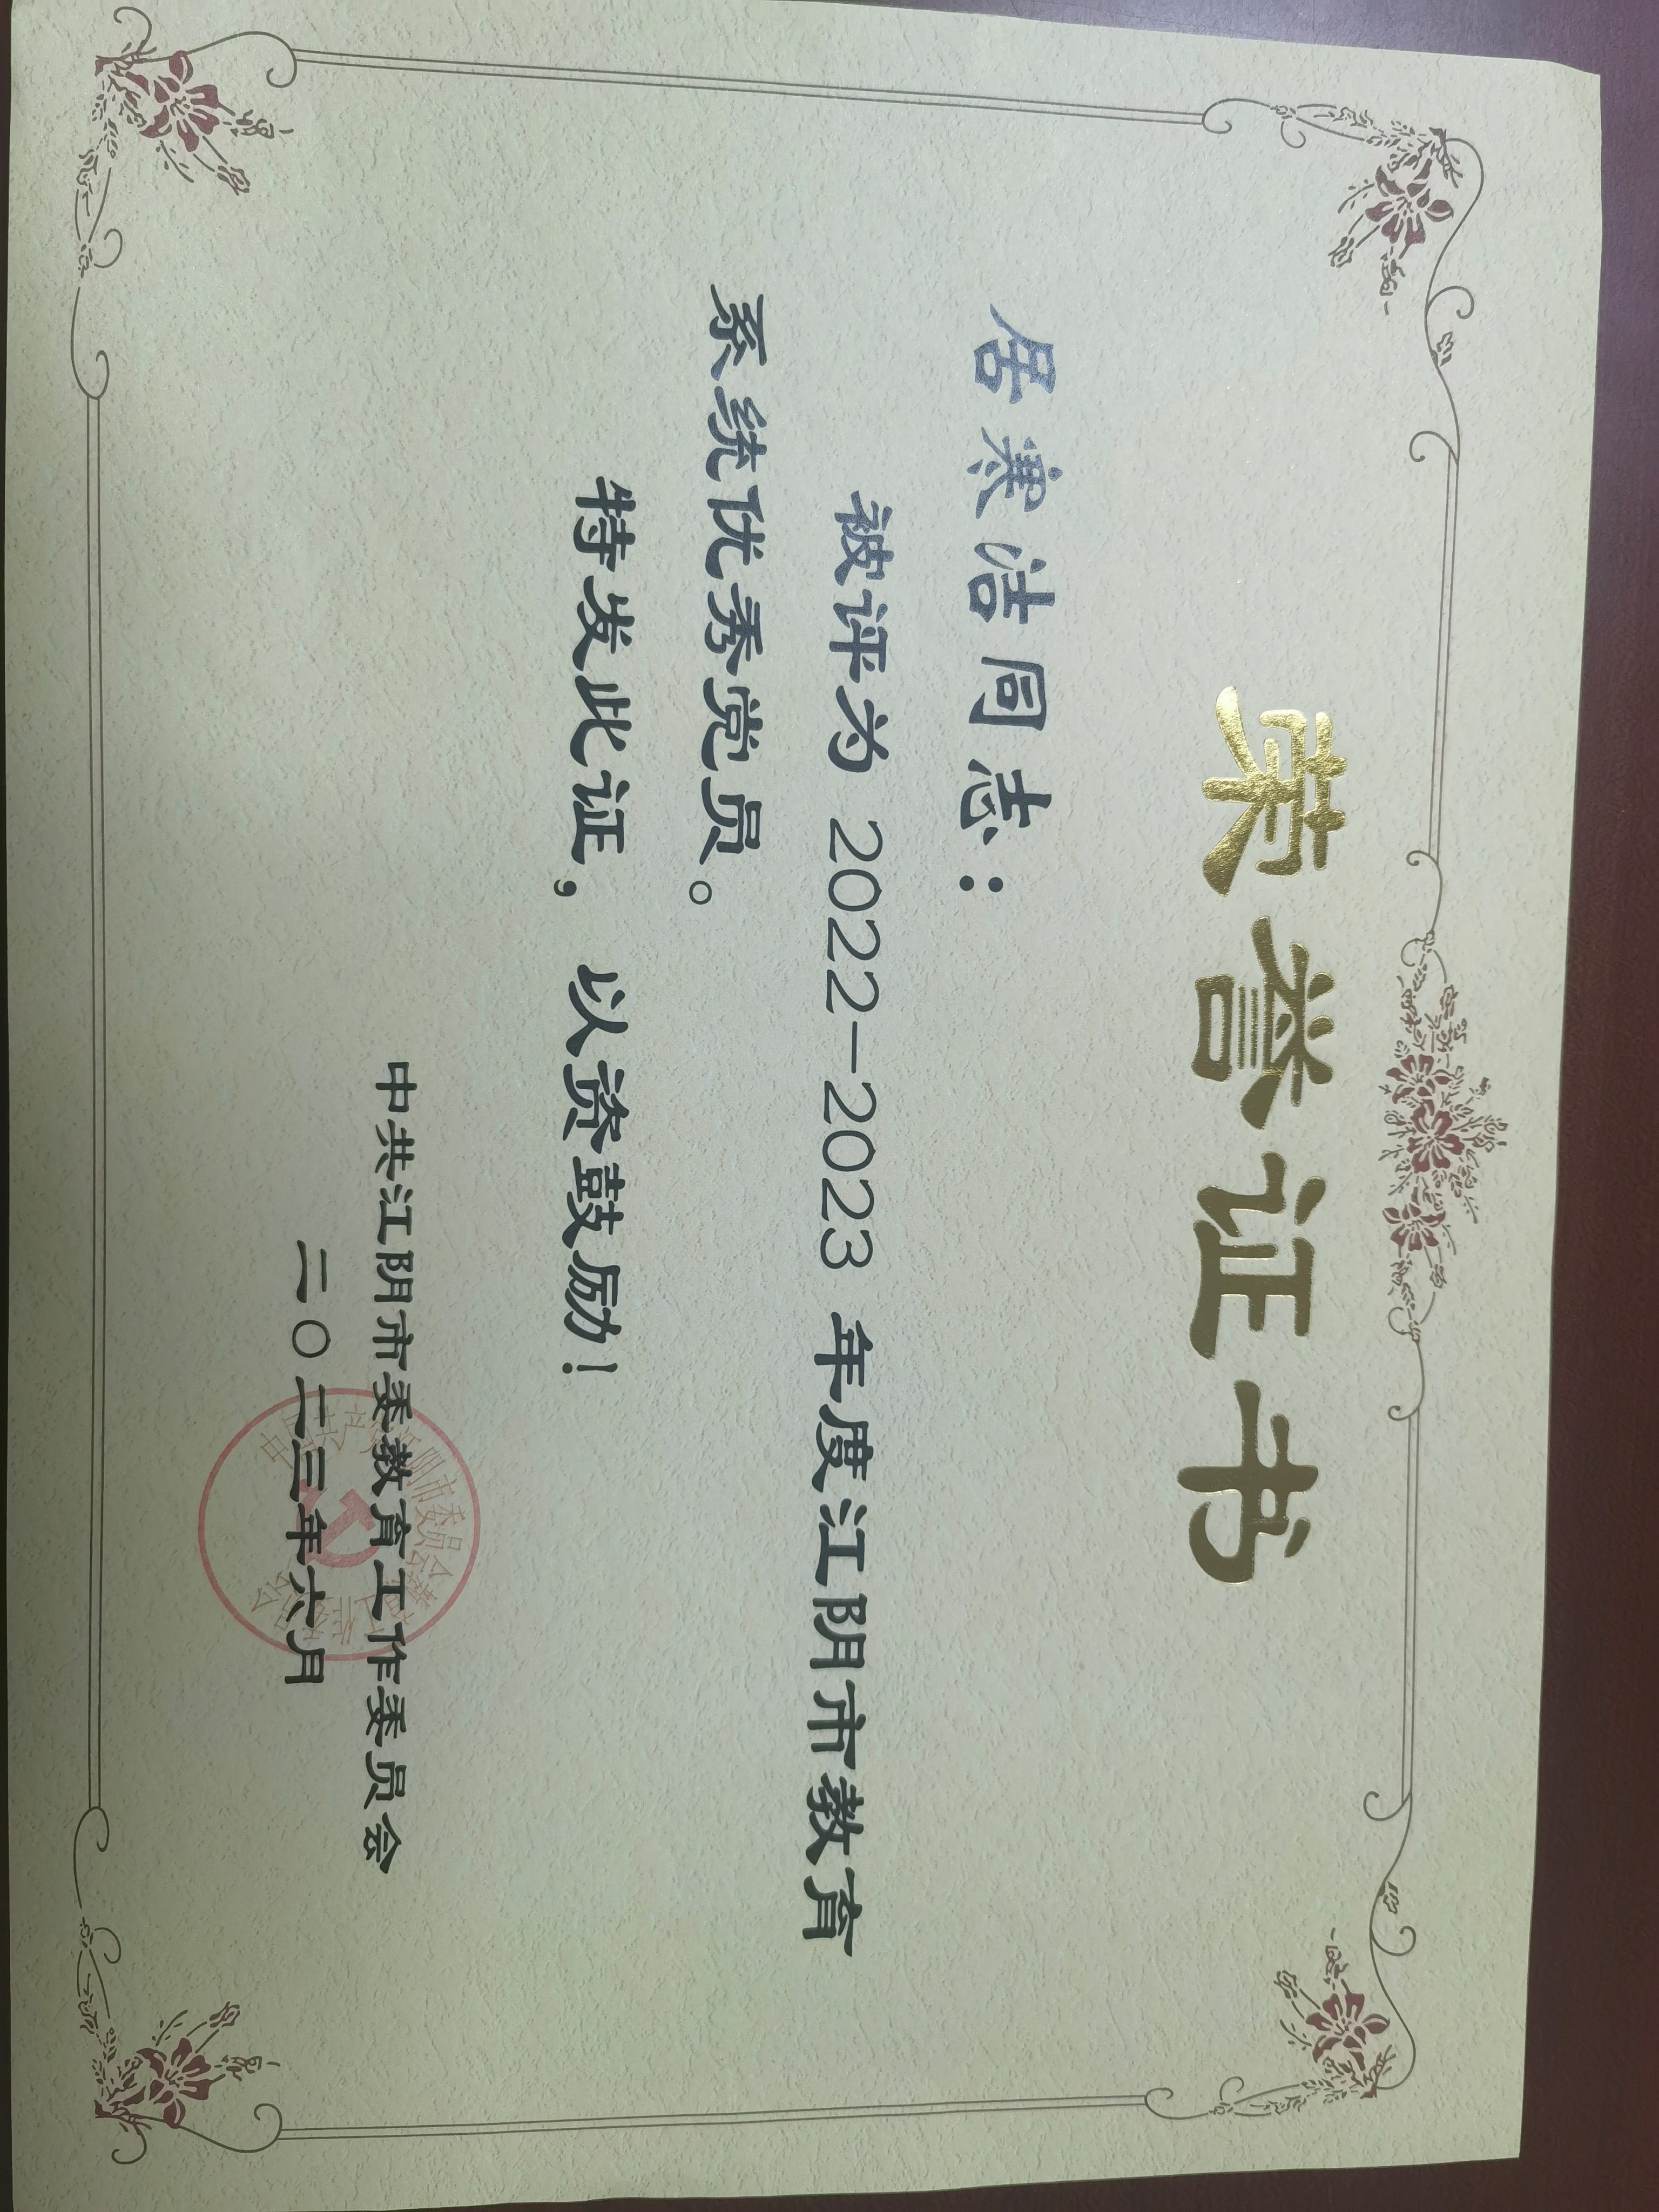 荣誉证书
居寒洁同志：
被评为 2022—2023 年度江阴市教育
系统优秀党员。
特发此证，以资鼓励！
中共江阴市委教育工作委员会
二〇二三年六月